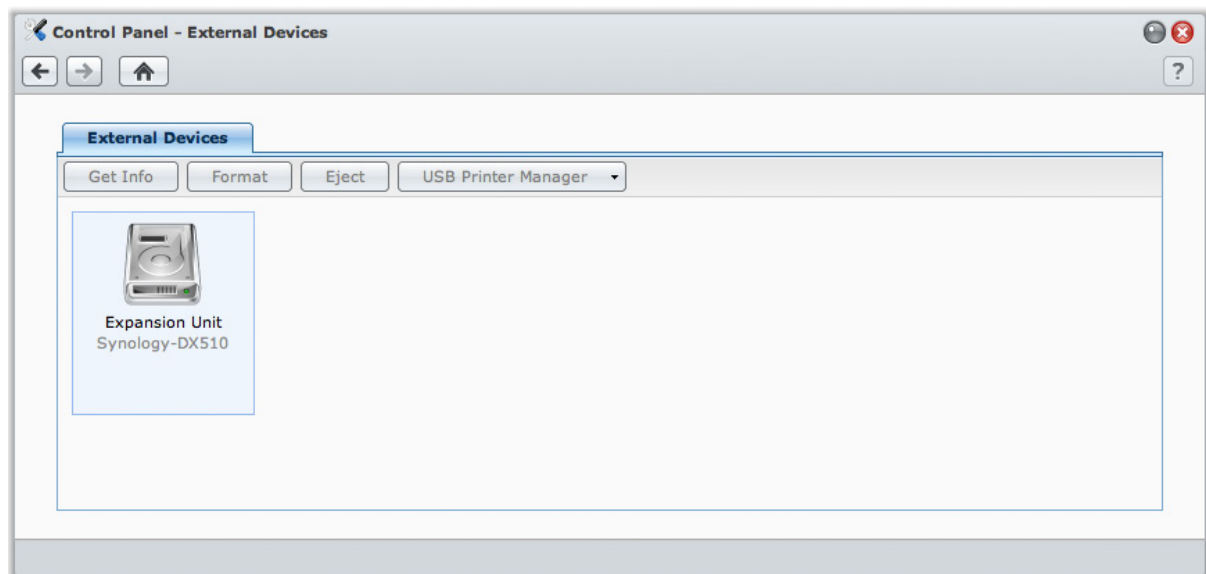 Control Panel - External Devices
?
External Devices
Get Info Format Eject USB Printer Manager
Expansion Unit
Synology-DX510